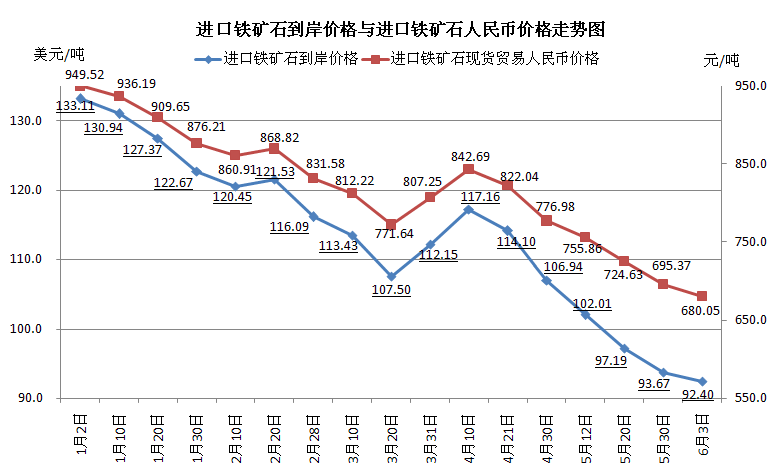 进口铁矿石到岸价格与进口铁矿石人民币价格走势图
美元/吨
元/吨
进口铁矿石到岸价格
进口铁矿石现货贸易人民币价格
130.0
120.0
110.0
100.0
90.0
950.0
850.0
750.0
650.0
550.0
949.52
936.19
909.65
876.21
860.91
868.82
831.58
812.22
771.64
807.25
842.69
822.04
776.98
755.86
724.63
695.37
680.05
133.11
130.94
127.37
122.67
120.45
121.53
116.09
113.43
107.50
112.15
117.16
114.10
106.94
102.01
97.19
93.67
92.40
1月2日
1月10日
1月20日
1月30日
2月10日
2月20日
2月28日
3月10日
3月20日
3月31日
4月10日
4月21日
4月30日
5月12日
5月20日
5月30日
6月3日